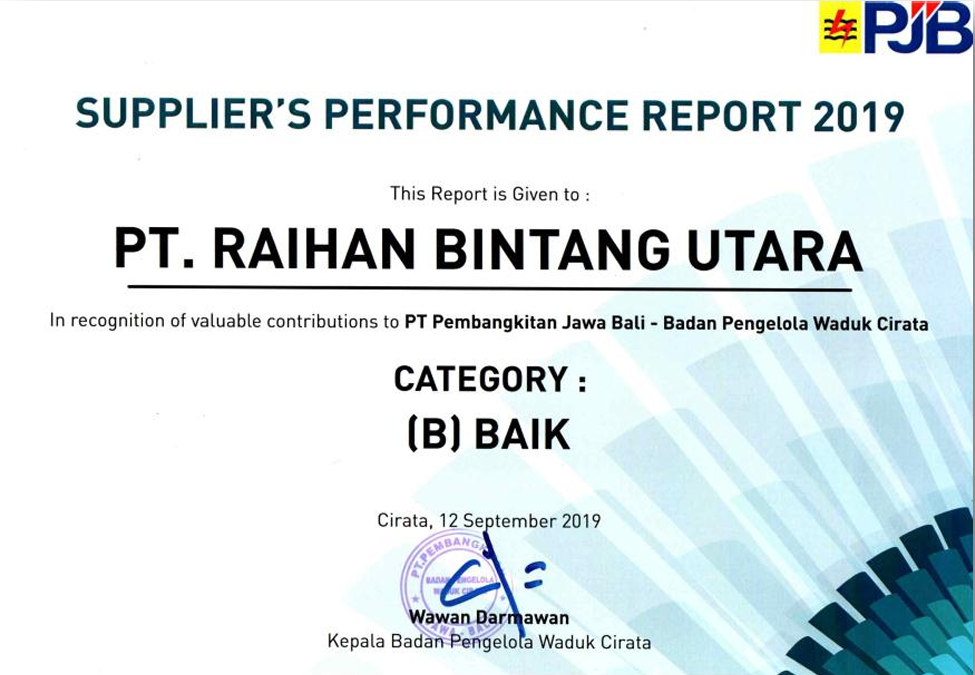 PJB
SUPPLIER'S PERFORMANCE REPORT 2019
This Report is Given to :
PT. RAIHAN BINTANG UTARA
In recognition of valuable contributions to PT Pembangkitan Jawa Bali - Badan Pengelola Waduk Cirata
CATEGORY :
(B) BAIK
Cirata, 12 September 2019
PT.PEMBANGKI
BADAN PENGELOLA
WADUK
JAWA - BALI
Wawan Darmawan
Kepala Badan Pengelola Waduk Cirata